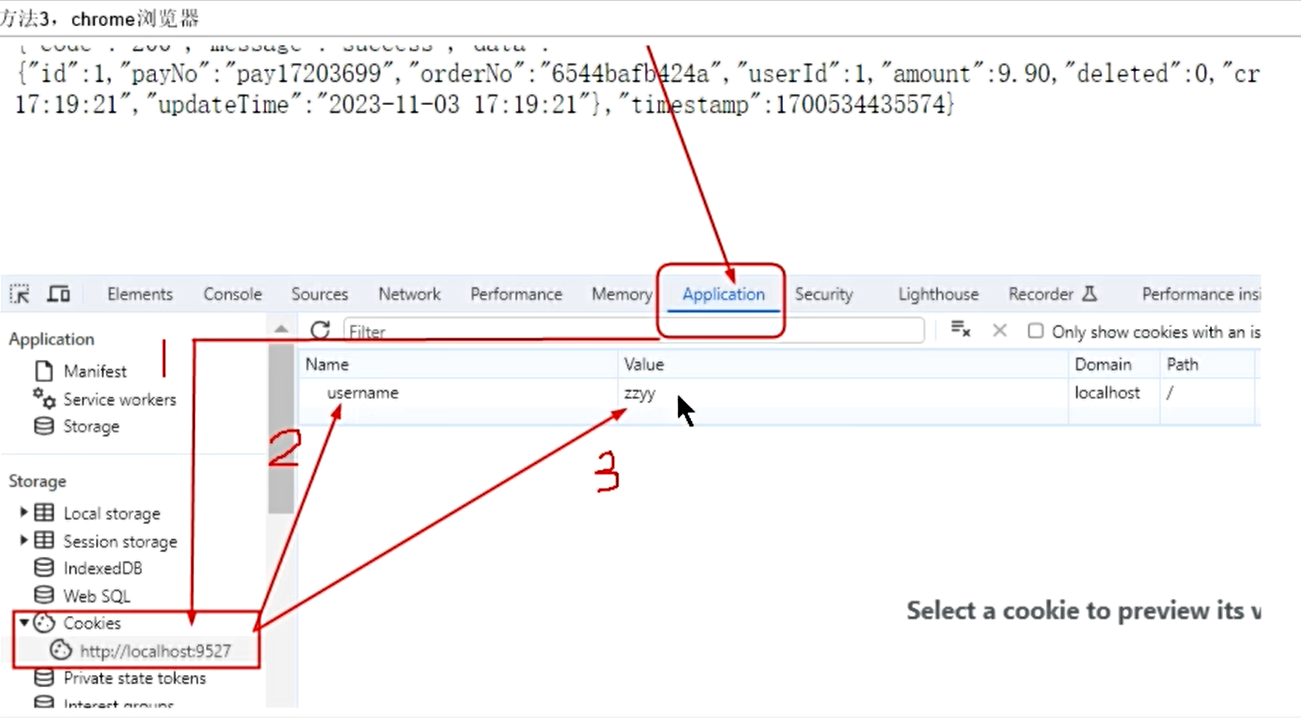 方法3，chrome浏览器
{"code":200,"message":"success","data":
{"id":1,"payNo":"pay17203699","orderNo":"6544bafb424a","userId":1,"amount":9.90,"deleted":0,"cr
17:19:21","updateTime":"2023-11-03 17:19:21"},"timestamp":1700534435574}
Elements Console Sources Network Performance Memory Application Security Lighthouse Recorder Performance insi
Application
Filter
Only show cookies with an is
1
Name Value Domain Path
Manifest
username zzyy localhost /
Service workers
Storage
2
3
Storage
Local storage
Session storage
IndexedDB
Web SQL
Select a cookie to preview its v
Cookies
http://localhost:9527
Private state tokens
Interest groups